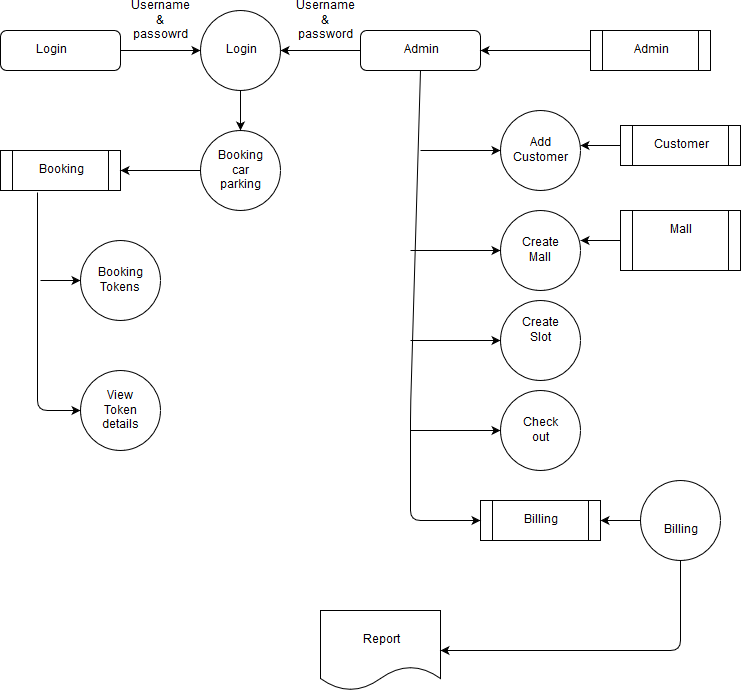 Username
&
passowrd
Username
&
password
Login
Login
Admin
Admin
Add
Customer
Customer
Booking
Booking
car
parking
Create
Mall
Mall
Booking
Tokens
Create
Slot
View
Token
details
Check
out
Billing
Billing
Report